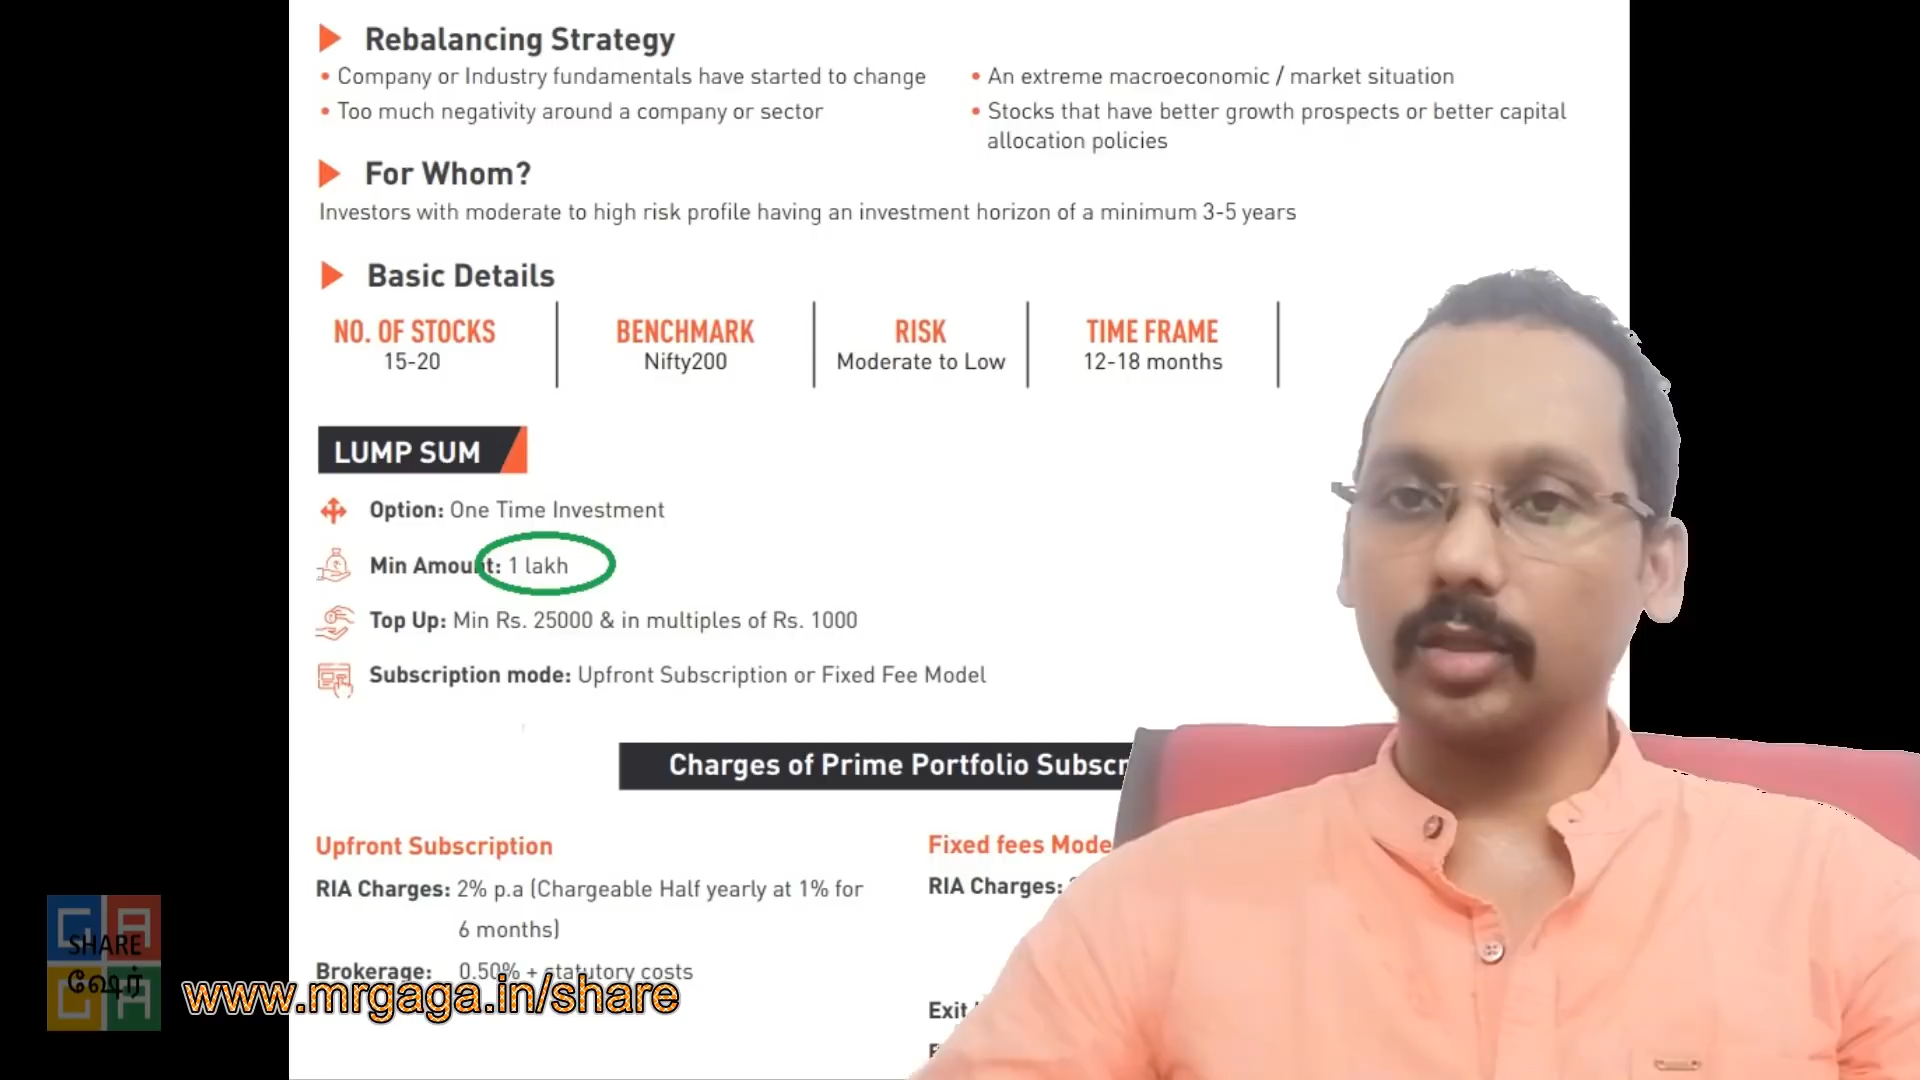 Rebalancing Strategy
• Company or Industry fundamentals have started to change
• Too much negativity around a company or sector
• An extreme macroeconomic / market situation
• Stocks that have better growth prospects or better capital
allocation policies
For Whom?
Investors with moderate to high risk profile having an investment horizon of a minimum 3-5 years
Basic Details
NO. OF STOCKS
15-20
BENCHMARK
Nifty200
RISK
Moderate to Low
TIME FRAME
12-18 months
LUMP SUM
Option: One Time Investment
Min Amount: 1 lakh
Top Up: Min Rs. 25000 & in multiples of Rs. 1000
Subscription mode: Upfront Subscription or Fixed Fee Model
Charges of Prime Portfolio
Upfront Subscription
RIA Charges: 2% p.a (Chargeable Half yearly at 1% for
6 months)
Brokerage: 0.50% + statutory costs
Fixed fees
RIA Charges:
Exit
GAGA
SHARE
ஷேர்
www.mrgaga.in/share